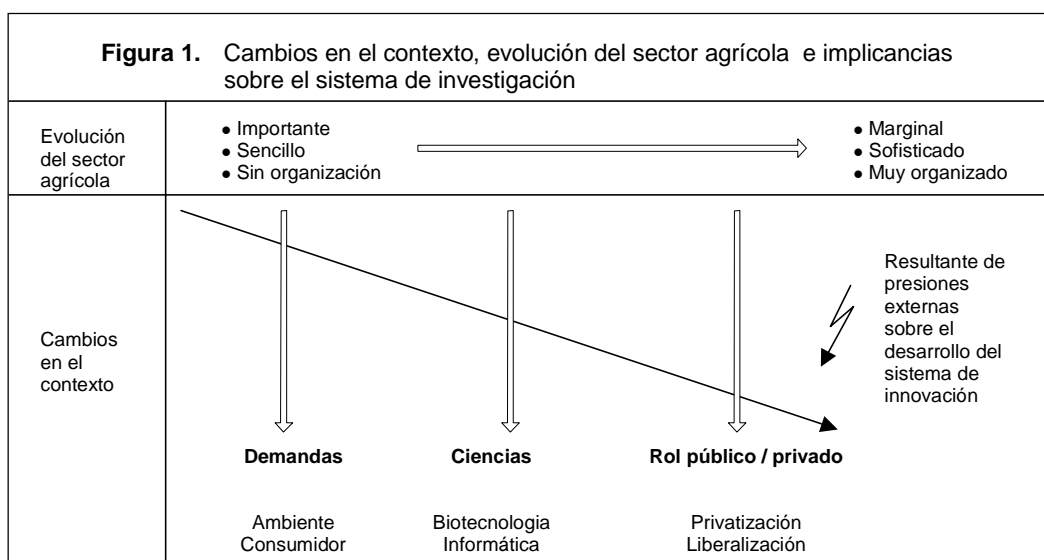 Figura 1. Cambios en el contexto, evolución del sector agrícola e implicancias
sobre el sistema de investigación
Evolución
del sector
agrícola
● Importante
● Sencillo
● Sin organización
● Marginal
● Sofisticado
● Muy organizado
Cambios
en el
contexto
Resultante de
presiones
externas
sobre el
desarrollo del
sistema de
innovación
Demandas
Ciencias
Rol público / privado
Ambiente
Consumidor
Biotecnologia
Informática
Privatización
Liberalización